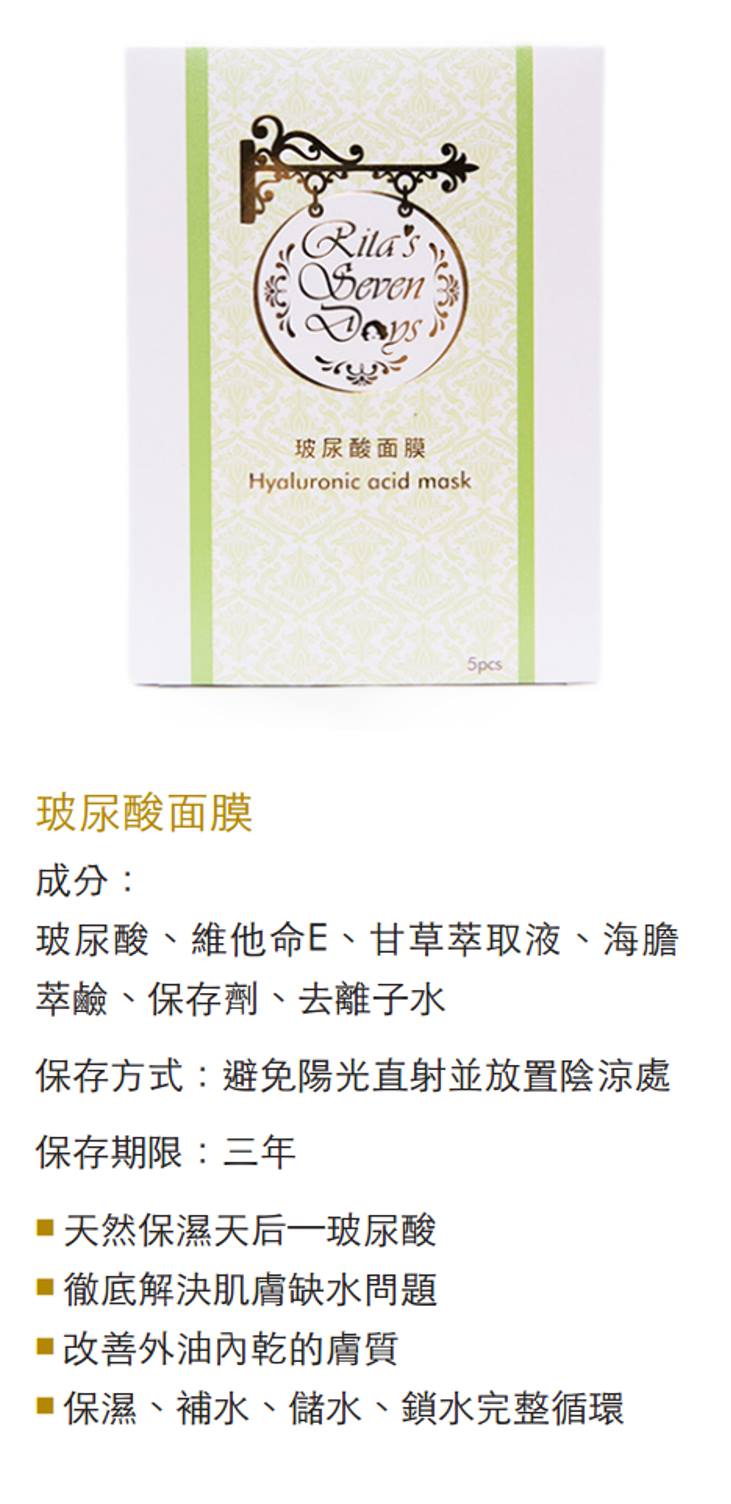 Rita's
Seven
Days
玻尿酸面膜
Hyaluronic acid mask
5pcs
玻尿酸面膜
成分：
玻尿酸、維他命E、甘草萃取液、海膽
萃鹼、保存劑、去離子水
保存方式：避免陽光直射並放置陰涼處
保存期限：三年
■天然保濕天后—玻尿酸
■徹底解決肌膚缺水問題
■改善外油內乾的膚質
■保濕、補水、儲水、鎖水完整循環